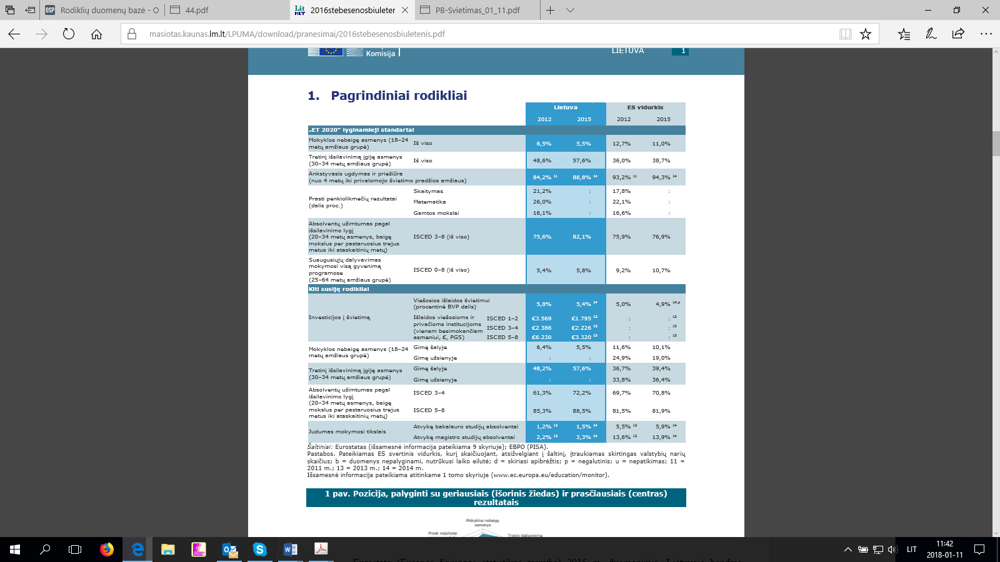 Rodiklių duomenų bazė - O
44.pdf
2016stebesenosbiuleter
PB-Svietimas_01_11.pdf
masiotas.kaunas.lm.lt/LPUMA/download/pranesimai/2016stebesenosbiuletenis.pdf
Komisija
LIETUVA 1
1. Pagrindiniai rodikliai
Lietuva ES vidurkis
2012 2015 2012 2015
„ET 2020“ lyginamieji standartai
Mokyklos nebaigę asmenys (18–24
metų amžiaus grupė) Iš viso 6,5% 5,5% 12,7% 11,0%
Tretinį išsilavinimą įgiję asmenys
(30–34 metų amžiaus grupė) Iš viso 48,6% 57,6% 36,0% 38,7%
Ankstyvasis ugdymas ir priežiūra
(nuo 4 metų iki privalomojo švietimo pradžios amžiaus) 84,2% 11 88,8% 14 93,2% 11 94,3% 14
Prasti penkiolikmečių rezultatai
(dalis proc.)
Skaitymas 21,2% : 17,8% :
Matematika 26,0% : 22,1% :
Gamtos mokslai 16,1% : 16,6% :
Absolventų užimtumas pagal
išsilavinimo lygį
(20–34 metų asmenys, baigę
mokslus per pastaruosius trejus
metus iki ataskaitinių metų)
ISCED 3–8 (iš viso) 75,6% 82,1% 75,9% 76,9%
Suaugusiųjų dalyvavimas
mokymosi visą gyvenimą
programose
(25–64 metų amžiaus grupė)
ISCED 0–8 (iš viso) 5,4% 5,8% 9,2% 10,7%
Kiti susiję rodikliai
Investicijos į švietimą
Viešosios išlaidos švietimui
(procentinė BVP dalis) 5,8% 5,4% 14 5,0% 4,9% 14,p
Išlaidos viešosioms ir
privačioms institucijoms
(vienam besimokančiam
asmeniui, €, PGS)
ISCED 1–2 €3.569 €1.795 13 : : 13
ISCED 3–4 €2.386 €2.226 13 : : 13
ISCED 5–8 €6.230 €3.320 13 : : 13
Mokyklos nebaigę asmenys (18–24
metų amžiaus grupė)
Gimę šalyje 6,4% 5,5% 11,6% 10,1%
Gimę užsienyje : : 24,9% 19,0%
Tretinį išsilavinimą įgiję asmenys
(30–34 metų amžiaus grupė)
Gimę šalyje 48,2% 57,6% 36,7% 39,4%
Gimę užsienyje : : 33,8% 36,4%
Absolventų užimtumas pagal
išsilavinimo lygį
(20–34 metų asmenys, baigę
mokslus per pastaruosius trejus
metus iki ataskaitinių metų)
ISCED 3–4 61,3% 72,2% 69,7% 70,8%
ISCED 5–8 85,3% 88,5% 81,5% 81,9%
Judumas mokymosi tikslais
Atvykę bakalauro studijų absolventai 1,2% 13 1,5% 14 5,5% 13 5,9% 14
Atvykę magistro studijų absolventai 2,2% 13 3,3% 14 13,6% 13 13,9% 14
Šaltiniai: Eurostatas (išsamesnė informacija pateikiama 9 skyriuje); EBPO (PISA).
Pastabos. Pateikiamas ES svertinis vidurkis, kurį skaičiuojant, atsižvelgiant į šaltinį, įtraukiamas skirtingas valstybių narių
skaičius; b = duomenys nepalyginami, nutrūkusi laiko eilutė; d = skiriasi apibrėžtis; p = negalutinis; u = nepatikimas; 11 =
2011 m.; 13 = 2013 m.; 14 = 2014 m.
Išsamesnė informacija pateikiama atitinkame 1 tomo skyriuje (www.ec.europa.eu/education/monitor).
1 pav. Pozicija, palyginti su geriausiais (išorinis žiedas) ir prasčiausiais (centras)
rezultatais
Mokyklos nebaigę
asmenys
Prasti rezultatai
Tretinį išsilavinimą
LIT
11:42
2018-01-11